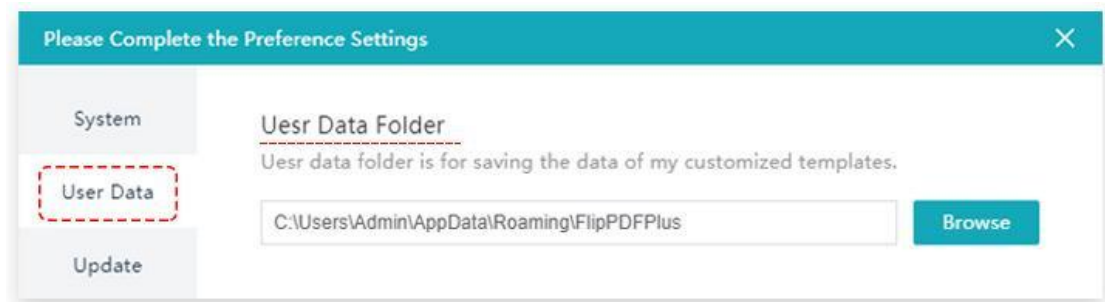 Please Complete the Preference Settings
System
Uesr Data Folder
Uesr data folder is for saving the data of my customized templates.
User Data
C:\Users\Admin\AppData\Roaming\FlipPDFPlus
Browse
Update